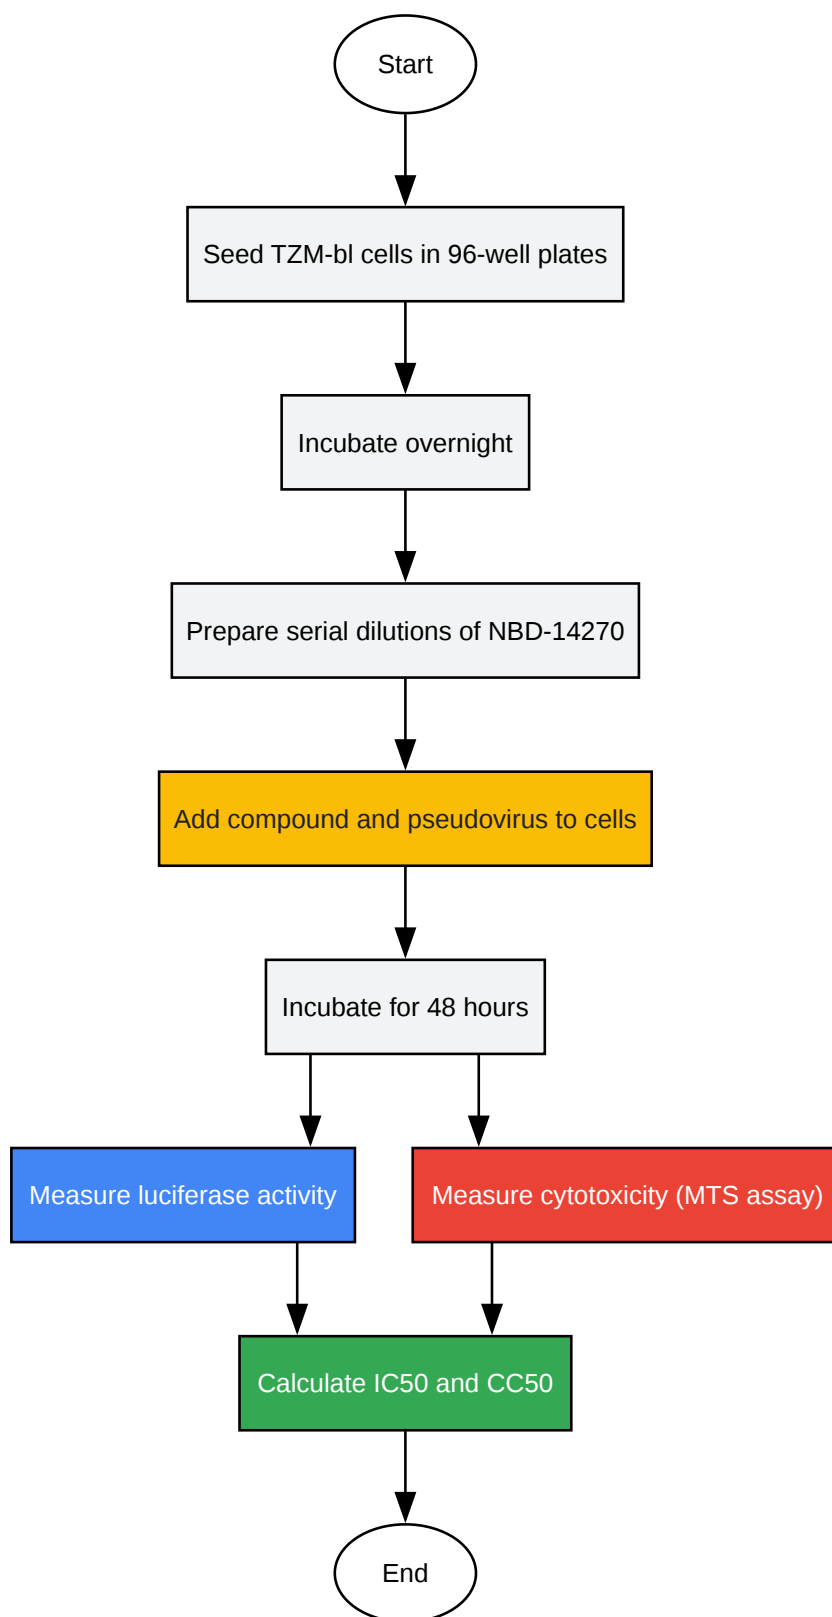 Start
Seed TZM-bl cells in 96-well plates
Incubate overnight
Prepare serial dilutions of NBD-14270
Add compound and pseudovirus to cells
Incubate for 48 hours
Measure luciferase activity
Measure cytotoxicity (MTS assay)
Calculate IC50 and CC50
End